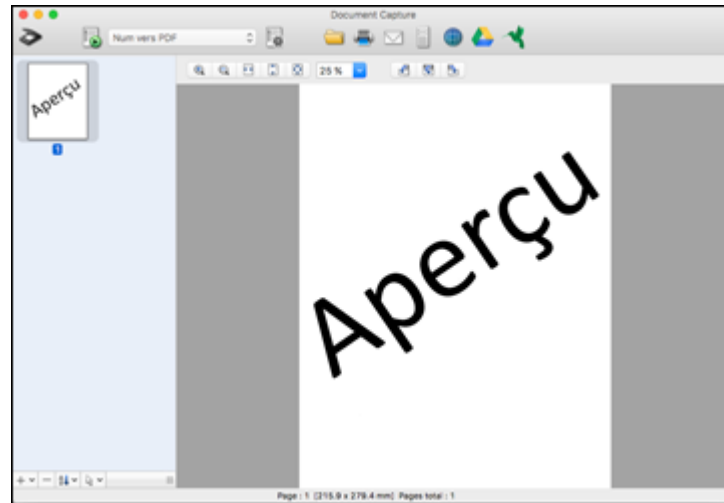 Document Capture
Num vers PDF
25 %
Aperçu
1
Aperçu
Page : 1 [215.9 x 279.4 mm] Pages total : 1